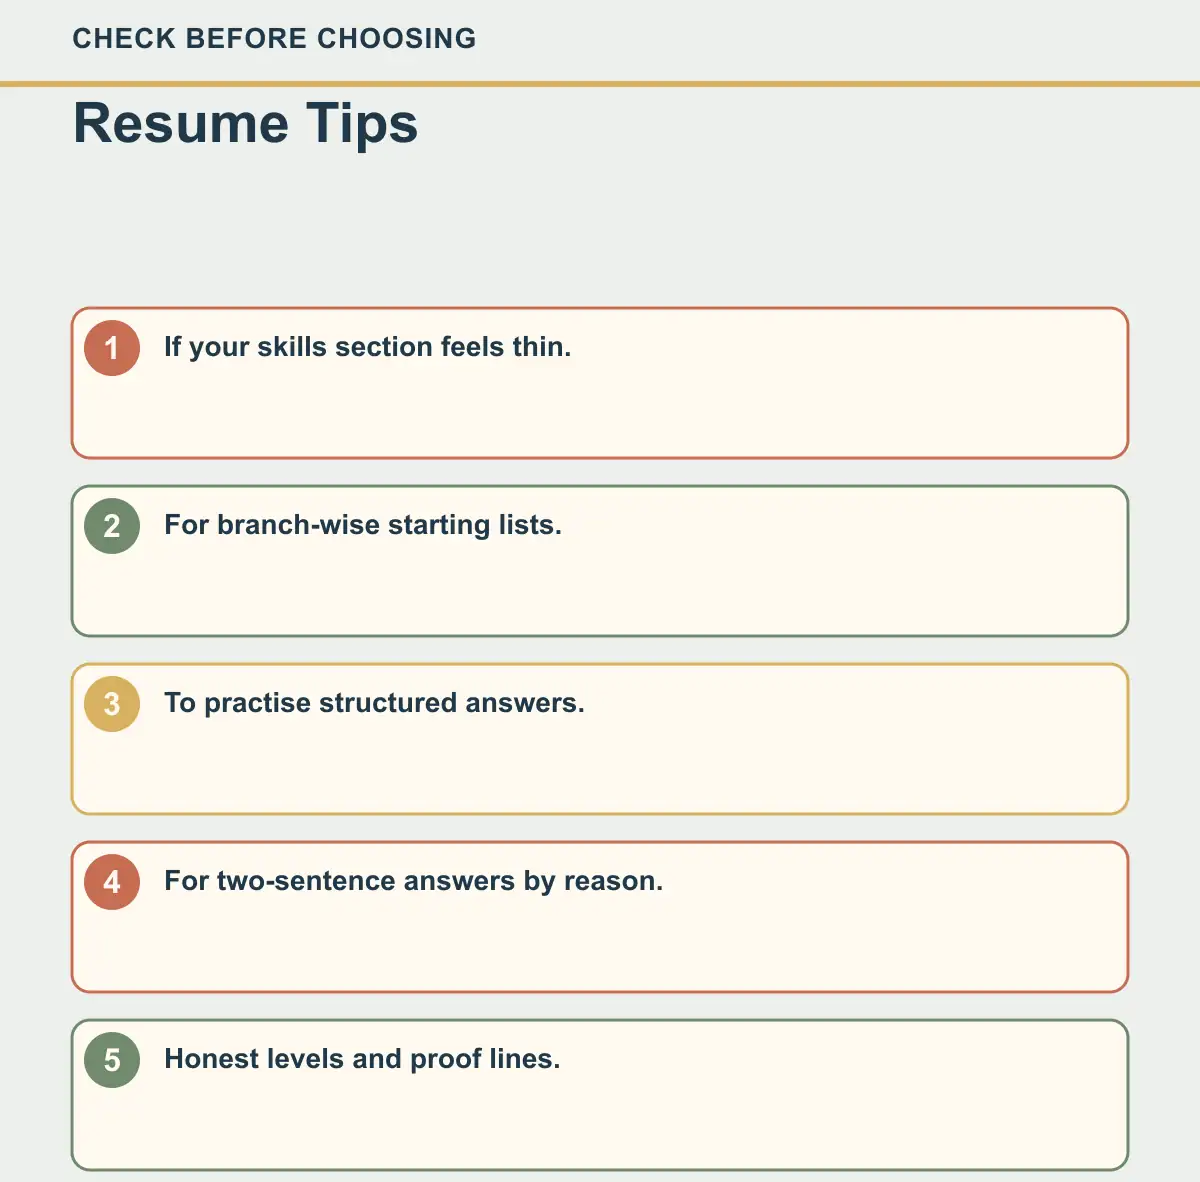 CHECK BEFORE CHOOSING
Resume Tips
1 If your skills section feels thin.
2 For branch-wise starting lists.
3 To practise structured answers.
4 For two-sentence answers by reason.
5 Honest levels and proof lines.